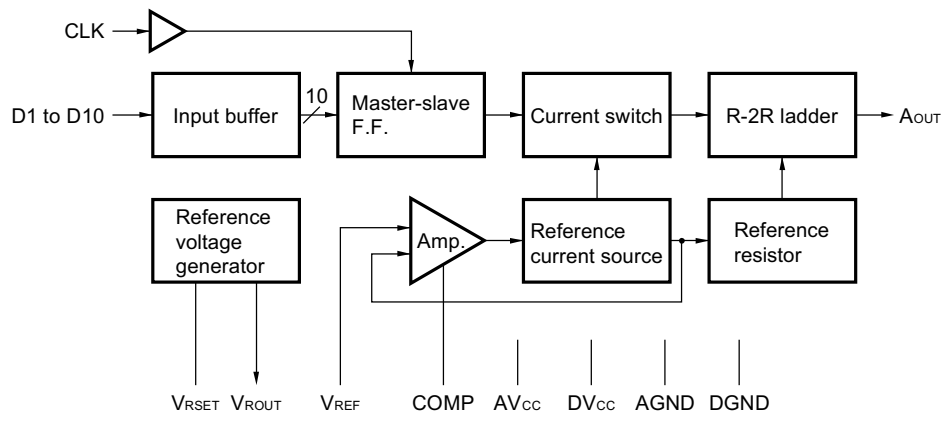 CLK
D1 to D10
Input buffer
10
Master-slave
F.F.
Current switch
R-2R ladder
AOUT
Reference
voltage
generator
Amp.
Reference
current source
Reference
resistor
VRSET
VROUT
VREF
COMP
AVCC
DVCC
AGND
DGND